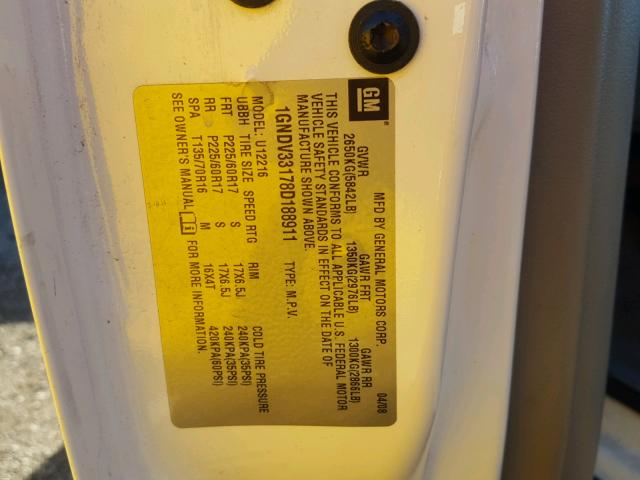 GM
MFD BY GENERAL MOTORS CORP. 04/08
GVWR GAWR FRT GAWR RR
2650KG(5842LB) 1350KG(2976LB) 1300KG(2866LB)
THIS VEHICLE CONFORMS TO ALL APPLICABLE U.S. FEDERAL MOTOR
VEHICLE SAFETY STANDARDS IN EFFECT ON THE DATE OF
MANUFACTURE SHOWN ABOVE.
1GNDV33178D188911 TYPE: M.P.V.
MODEL: U12216
UBBH TIRE SIZE SPEED RTG RIM COLD TIRE PRESSURE
FRT P225/60R17 S 17X6.5J 240KPA(35PSI)
RR P225/60R17 S 17X6.5J 240KPA(35PSI)
SPA T135/70R16 M 16X4T 420KPA(60PSI)
SEE OWNER'S MANUAL i FOR MORE INFORMATION.